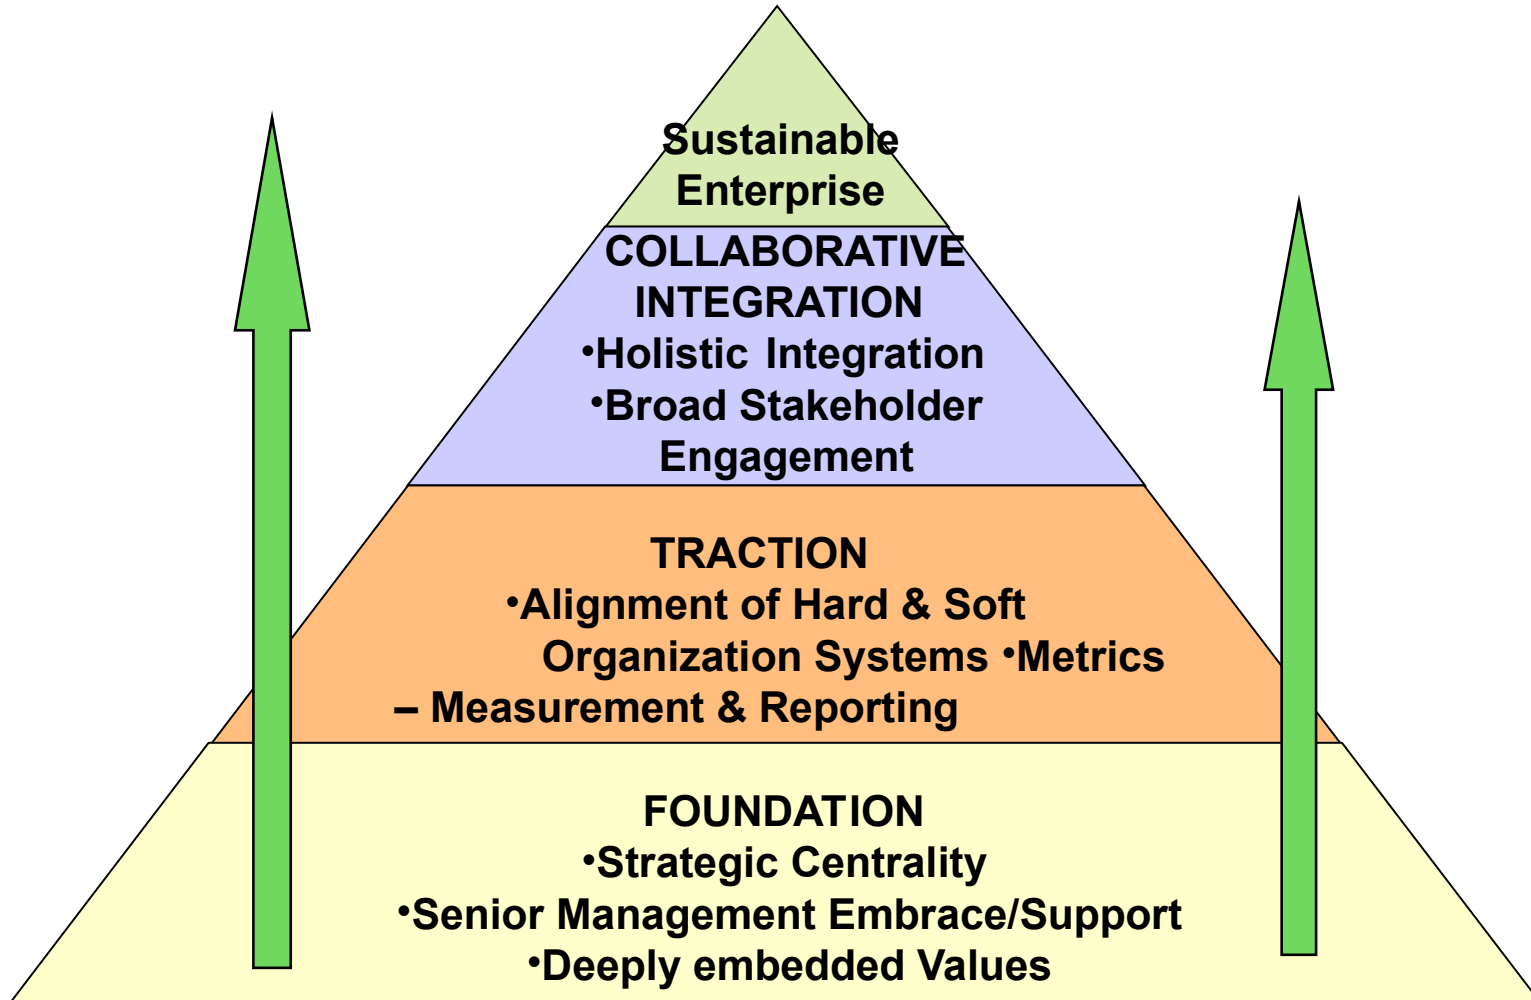 Sustainable
Enterprise
COLLABORATIVE
INTEGRATION
•Holistic Integration
•Broad Stakeholder
Engagement
TRACTION
•Alignment of Hard & Soft
Organization Systems •Metrics
– Measurement & Reporting
FOUNDATION
•Strategic Centrality
•Senior Management Embrace/Support
•Deeply embedded Values